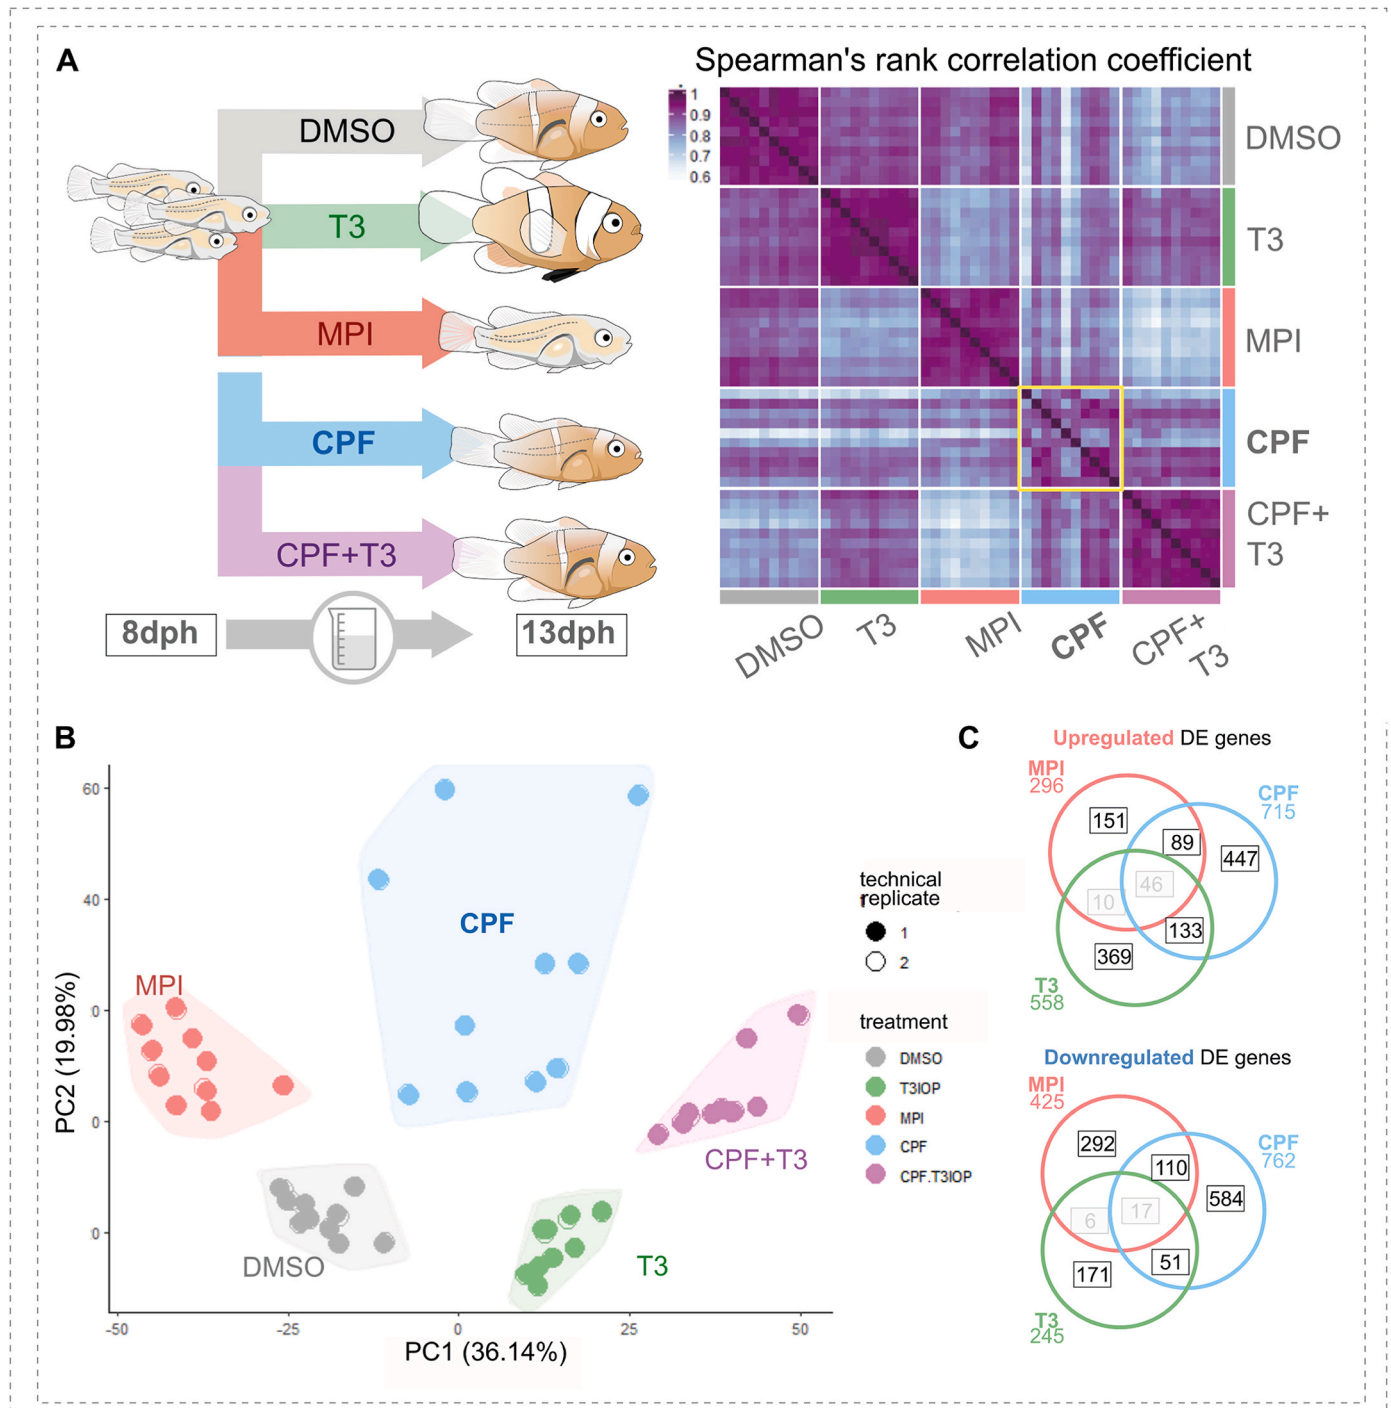 A
Spearman's rank correlation coefficient
DMSO
T3
MPI
CPF
CPF+T3
8dph
13dph
1
0.9
0.8
0.7
0.6
DMSO
T3
MPI
CPF
CPF+
T3
DMSO
T3
MPI
CPF
CPF+
T3
B
PC2 (19.98%)
60
40
0
0
0
-50
-25
0
25
50
PC1 (36.14%)
MPI
CPF
CPF+T3
DMSO
T3
technical
replicate
1
2
treatment
DMSO
T3IOP
MPI
CPF
CPF.T3IOP
C
Upregulated DE genes
MPI
296
CPF
715
151
89
447
46
10
133
369
T3
558
Downregulated DE genes
MPI
425
CPF
762
292
110
584
17
6
51
171
T3
245